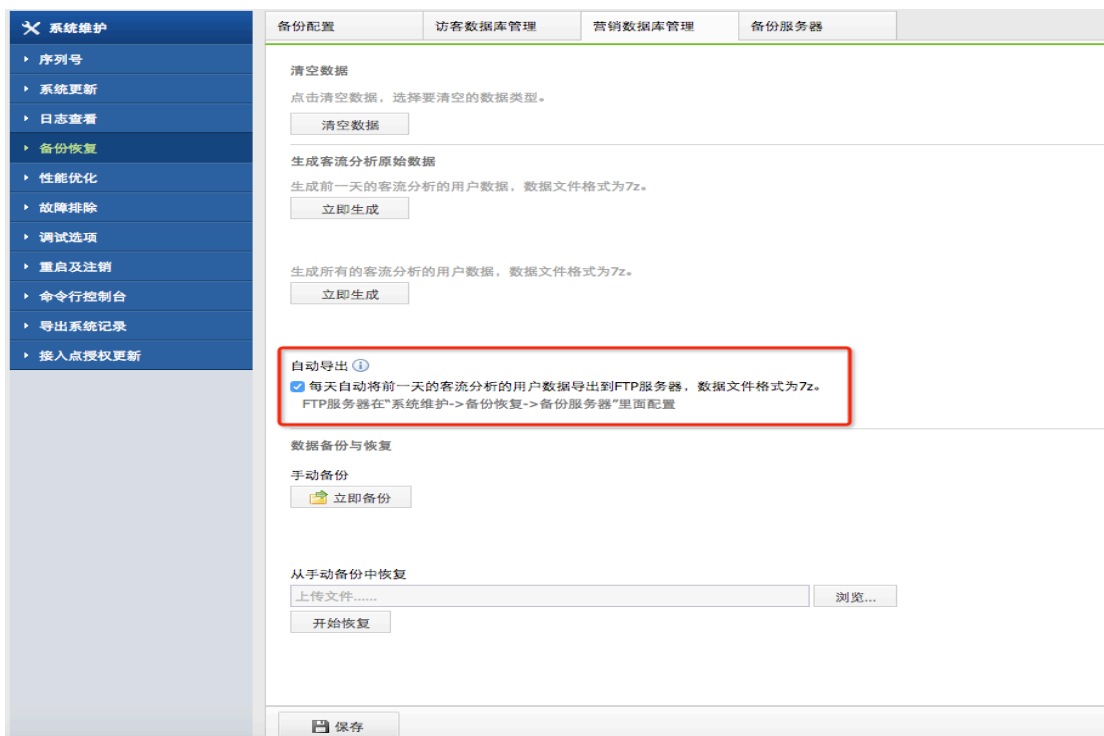 系统维护
序列号
系统更新
日志查看
备份恢复
性能优化
故障排除
调试选项
重启及注销
命令行控制台
导出系统记录
接入点授权更新
备份配置 访客数据库管理 营销数据库管理 备份服务器
清空数据
点击清空数据，选择要清空的数据类型。
清空数据
生成客流分析原始数据
生成前一天的客流分析的用户数据，数据文件格式为7z。
立即生成
生成所有的客流分析的用户数据，数据文件格式为7z。
立即生成
自动导出
每天自动将前一天的客流分析的用户数据导出到FTP服务器，数据文件格式为7z。
FTP服务器在“系统维护->备份恢复->备份服务器”里面配置
数据备份与恢复
手动备份
立即备份
从手动备份中恢复
上传文件...... 浏览...
开始恢复
保存